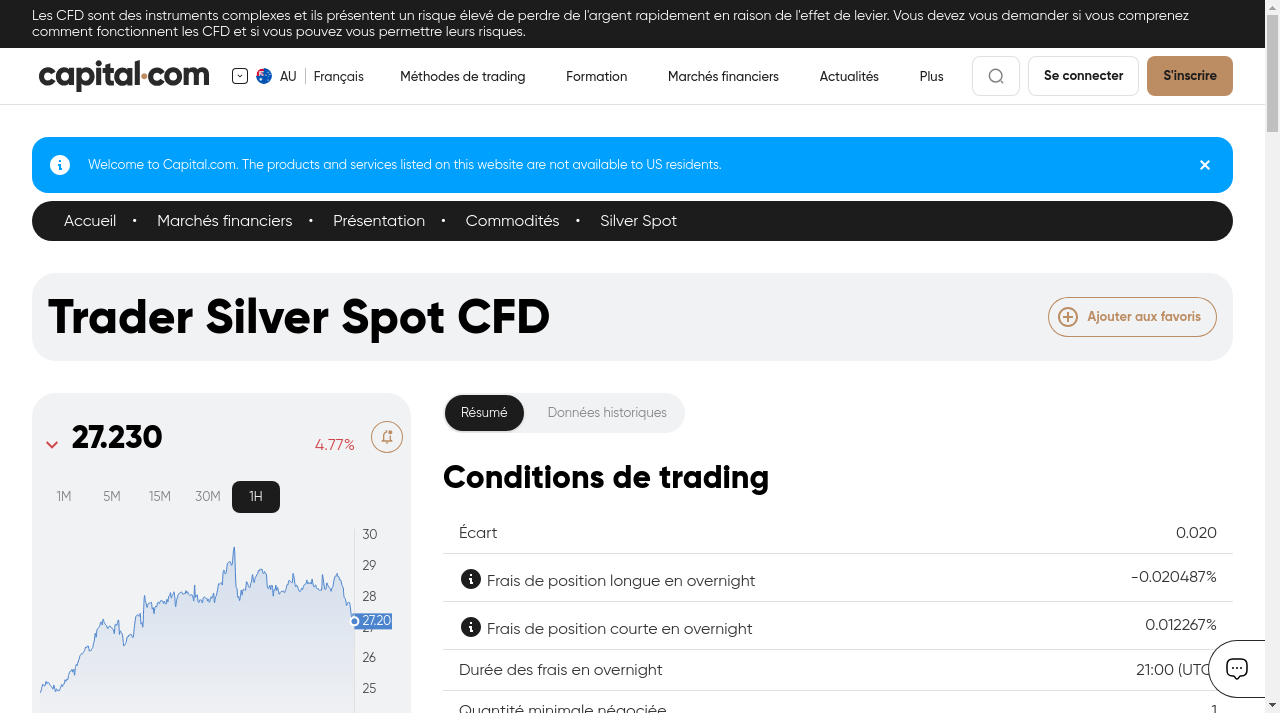 Les CFD sont des instruments complexes et ils présentent un risque élevé de perdre de l'argent rapidement en raison de l'effet de levier. Vous devez vous demander si vous comprenez
comment fonctionnent les CFD et si vous pouvez vous permettre leurs risques.
capital.com
AU | Français
Méthodes de trading
Formation
Marchés financiers
Actualités
Plus
Se connecter
S'inscrire
Welcome to Capital.com. The products and services listed on this website are not available to US residents.
Accueil • Marchés financiers • Présentation • Commodités • Silver Spot
Trader Silver Spot CFD
Ajouter aux favoris
27.230
4.77%
1M 5M 15M 30M 1H
30
29
28
27.20
27
26
25
Résumé
Données historiques
Conditions de trading
Écart 0.020
Frais de position longue en overnight -0.020487%
Frais de position courte en overnight 0.012267%
Durée des frais en overnight 21:00 (UTC)
Quantité minimale négociée 1